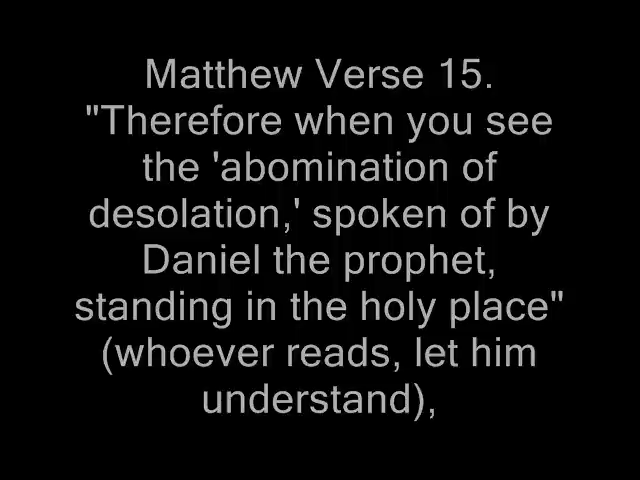 Matthew Verse 15.
"Therefore when you see
the 'abomination of
desolation,' spoken of by
Daniel the prophet,
standing in the holy place"
(whoever reads, let him
understand),